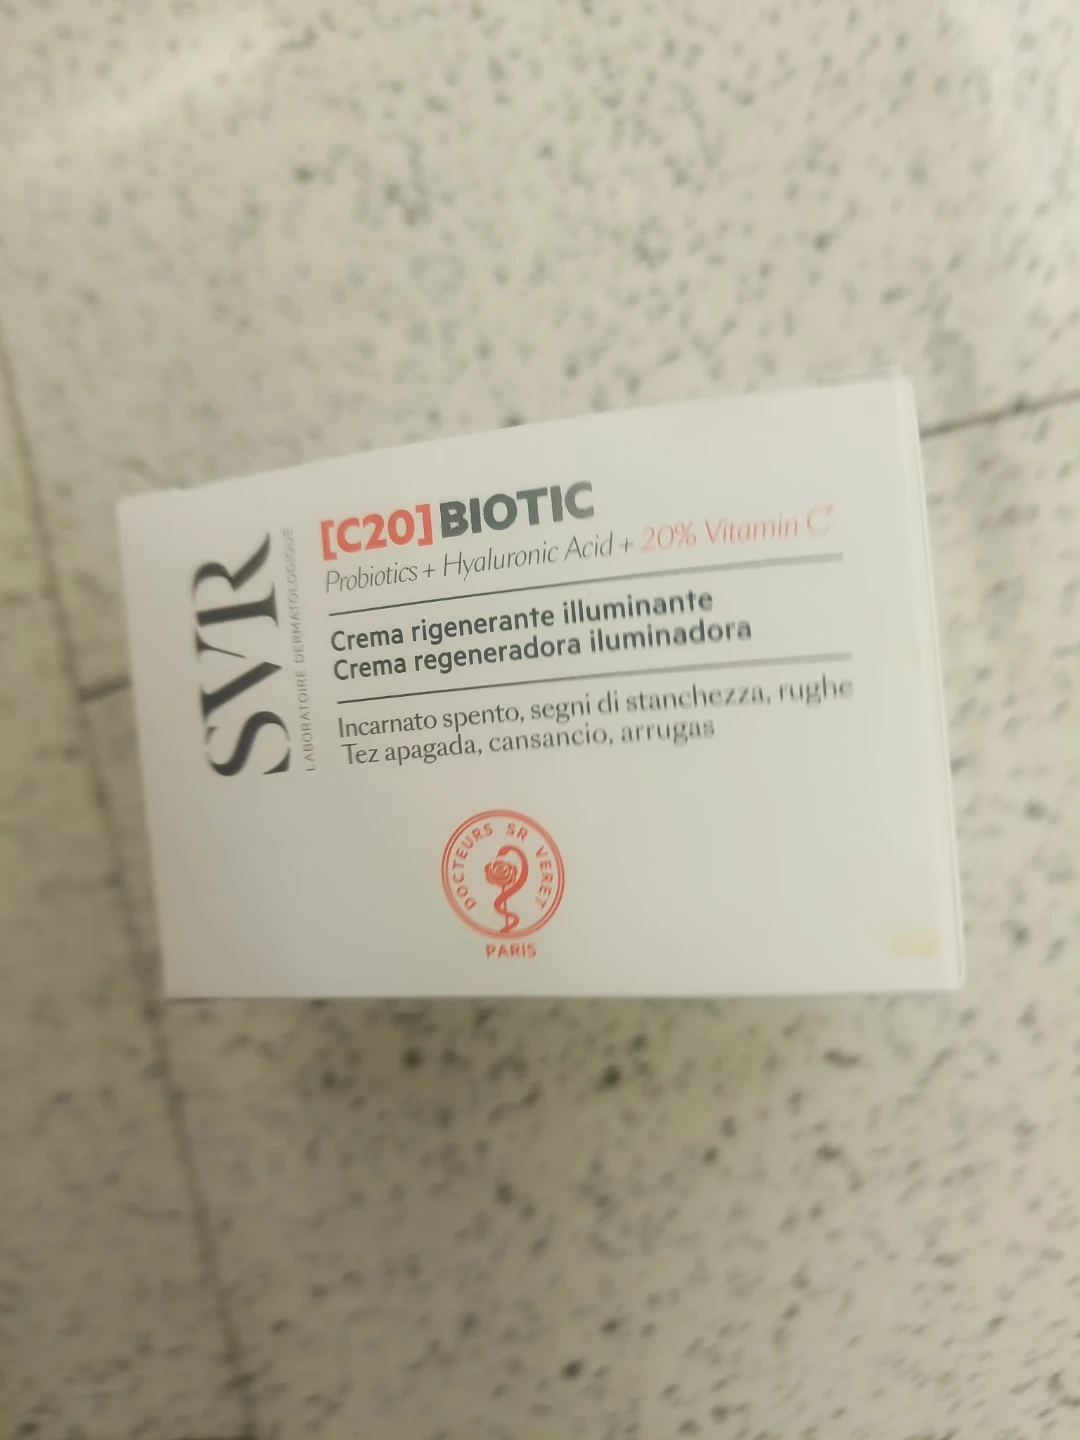 SVR
LABORATOIRE DERMATOLOGIQUE
[C20] BIOTIC
Probiotics + Hyaluronic Acid + 20% Vitamin C*
Crema rigenerante illuminante
Crema regeneradora iluminadora
Incarnato spento, segni di stanchezza, rughe
Tez apagada, cansancio, arrugas
DOCTEURS SR VERET
PARIS